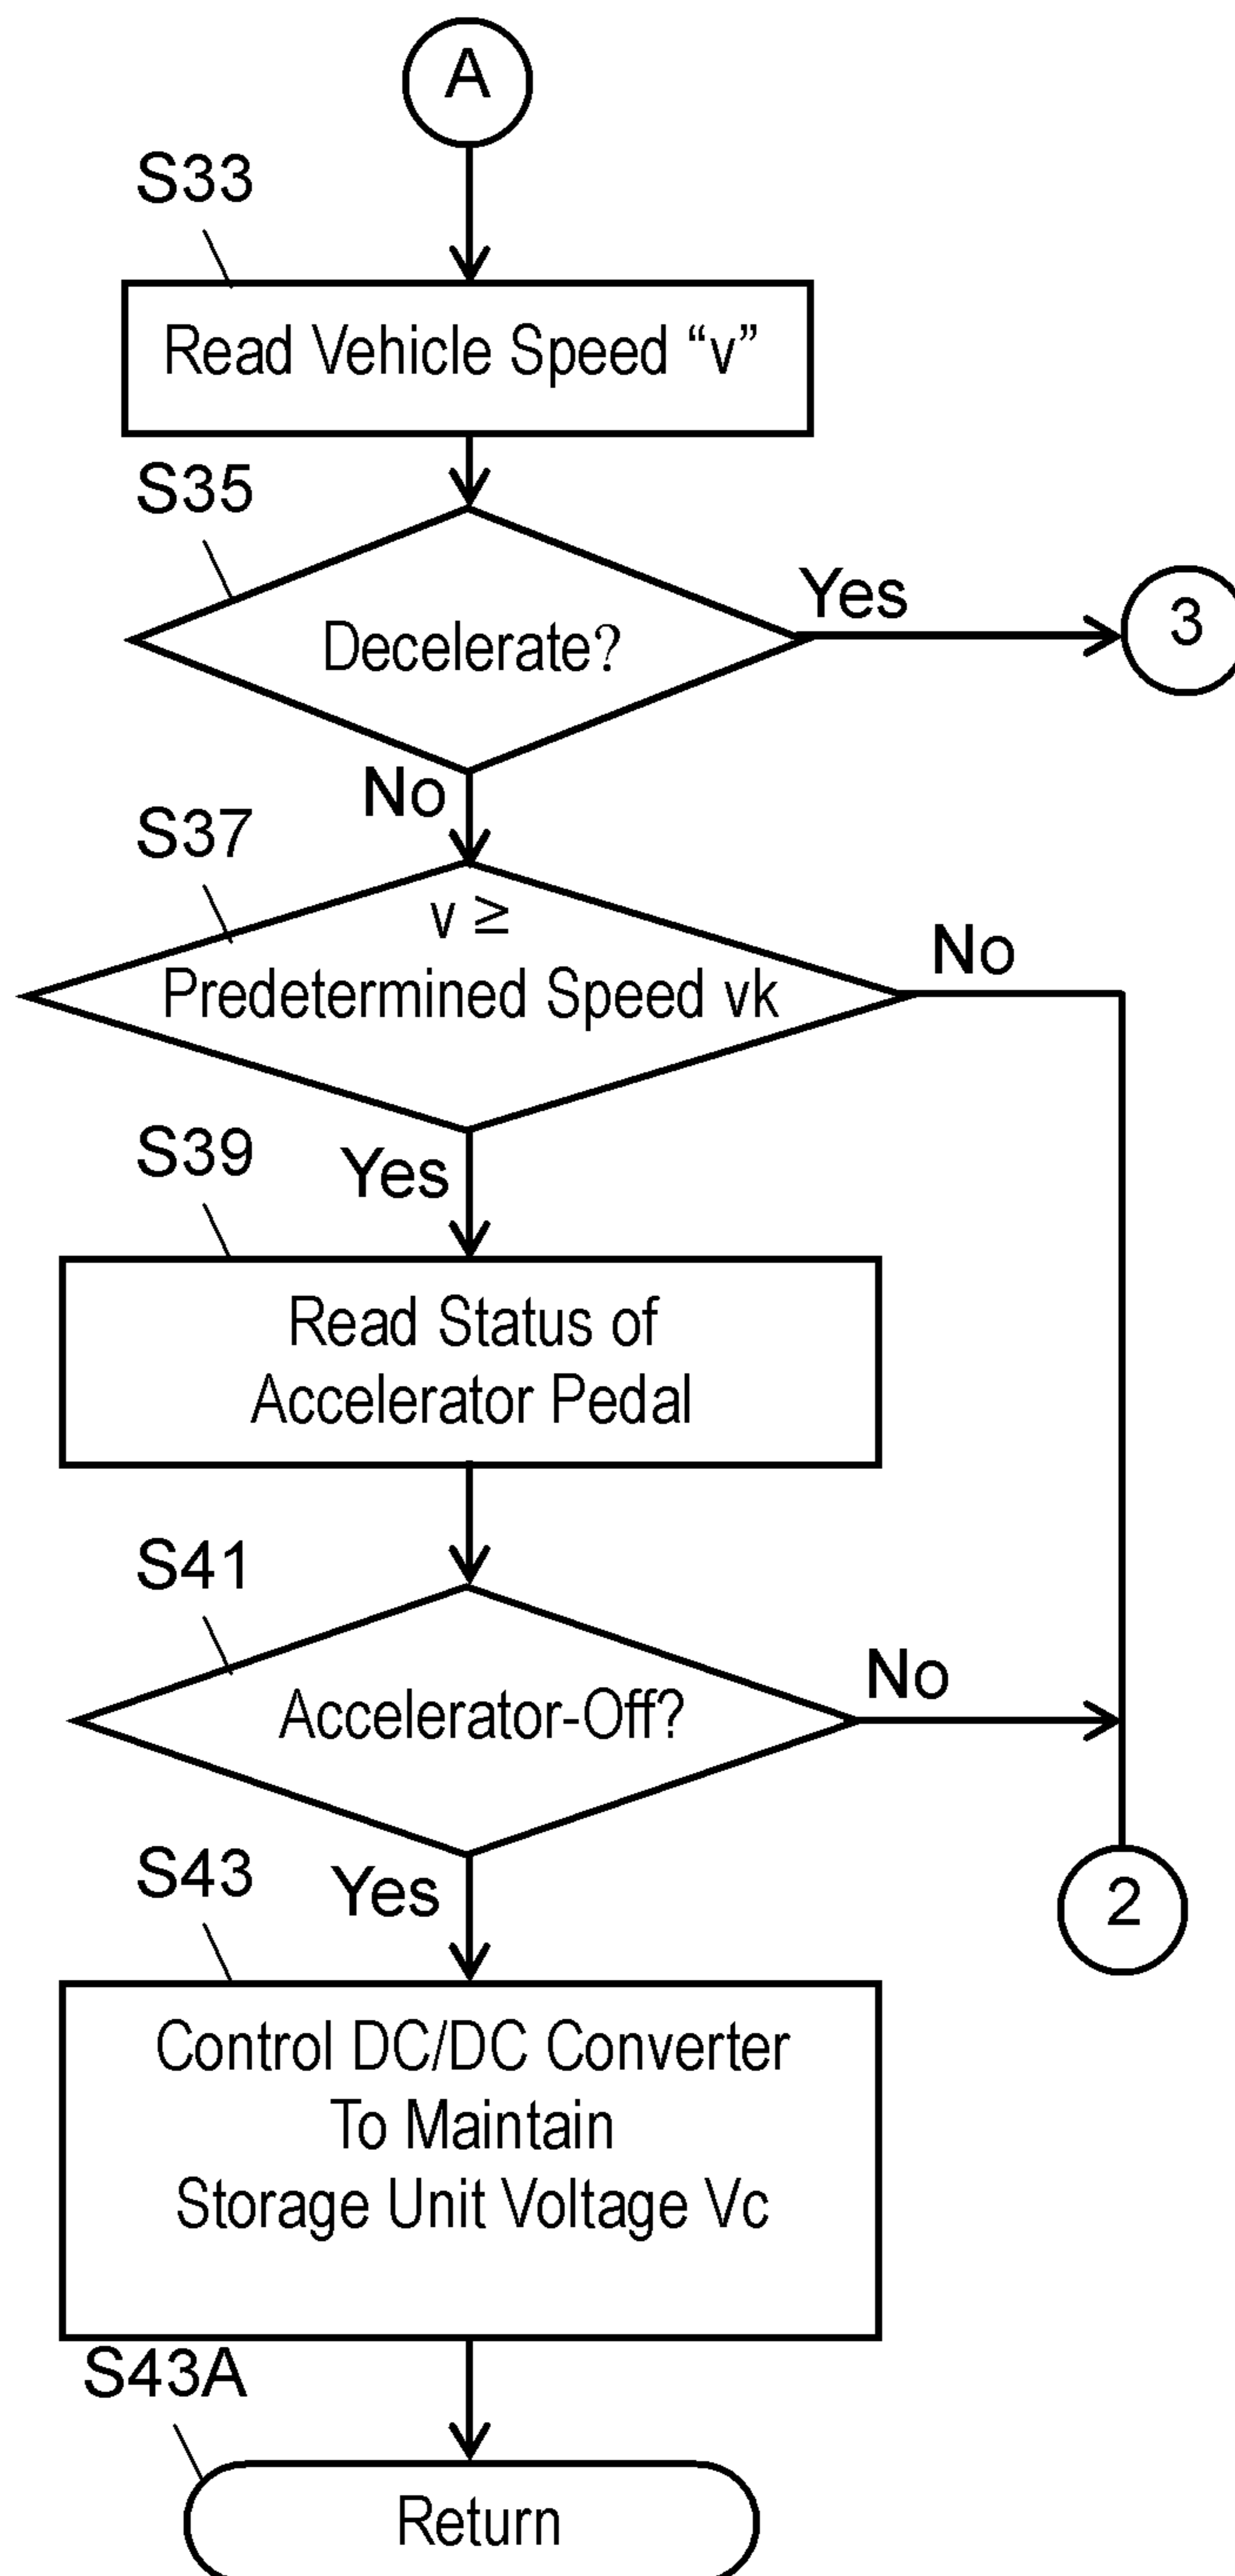 A
S33
Read Vehicle Speed “v”
S35
Decelerate?
Yes
3
No
S37
v ≥
Predetermined Speed vk
No
S39
Yes
Read Status of
Accelerator Pedal
S41
Accelerator-Off?
No
S43
Yes
2
Control DC/DC Converter
To Maintain
Storage Unit Voltage Vc
S43A
Return